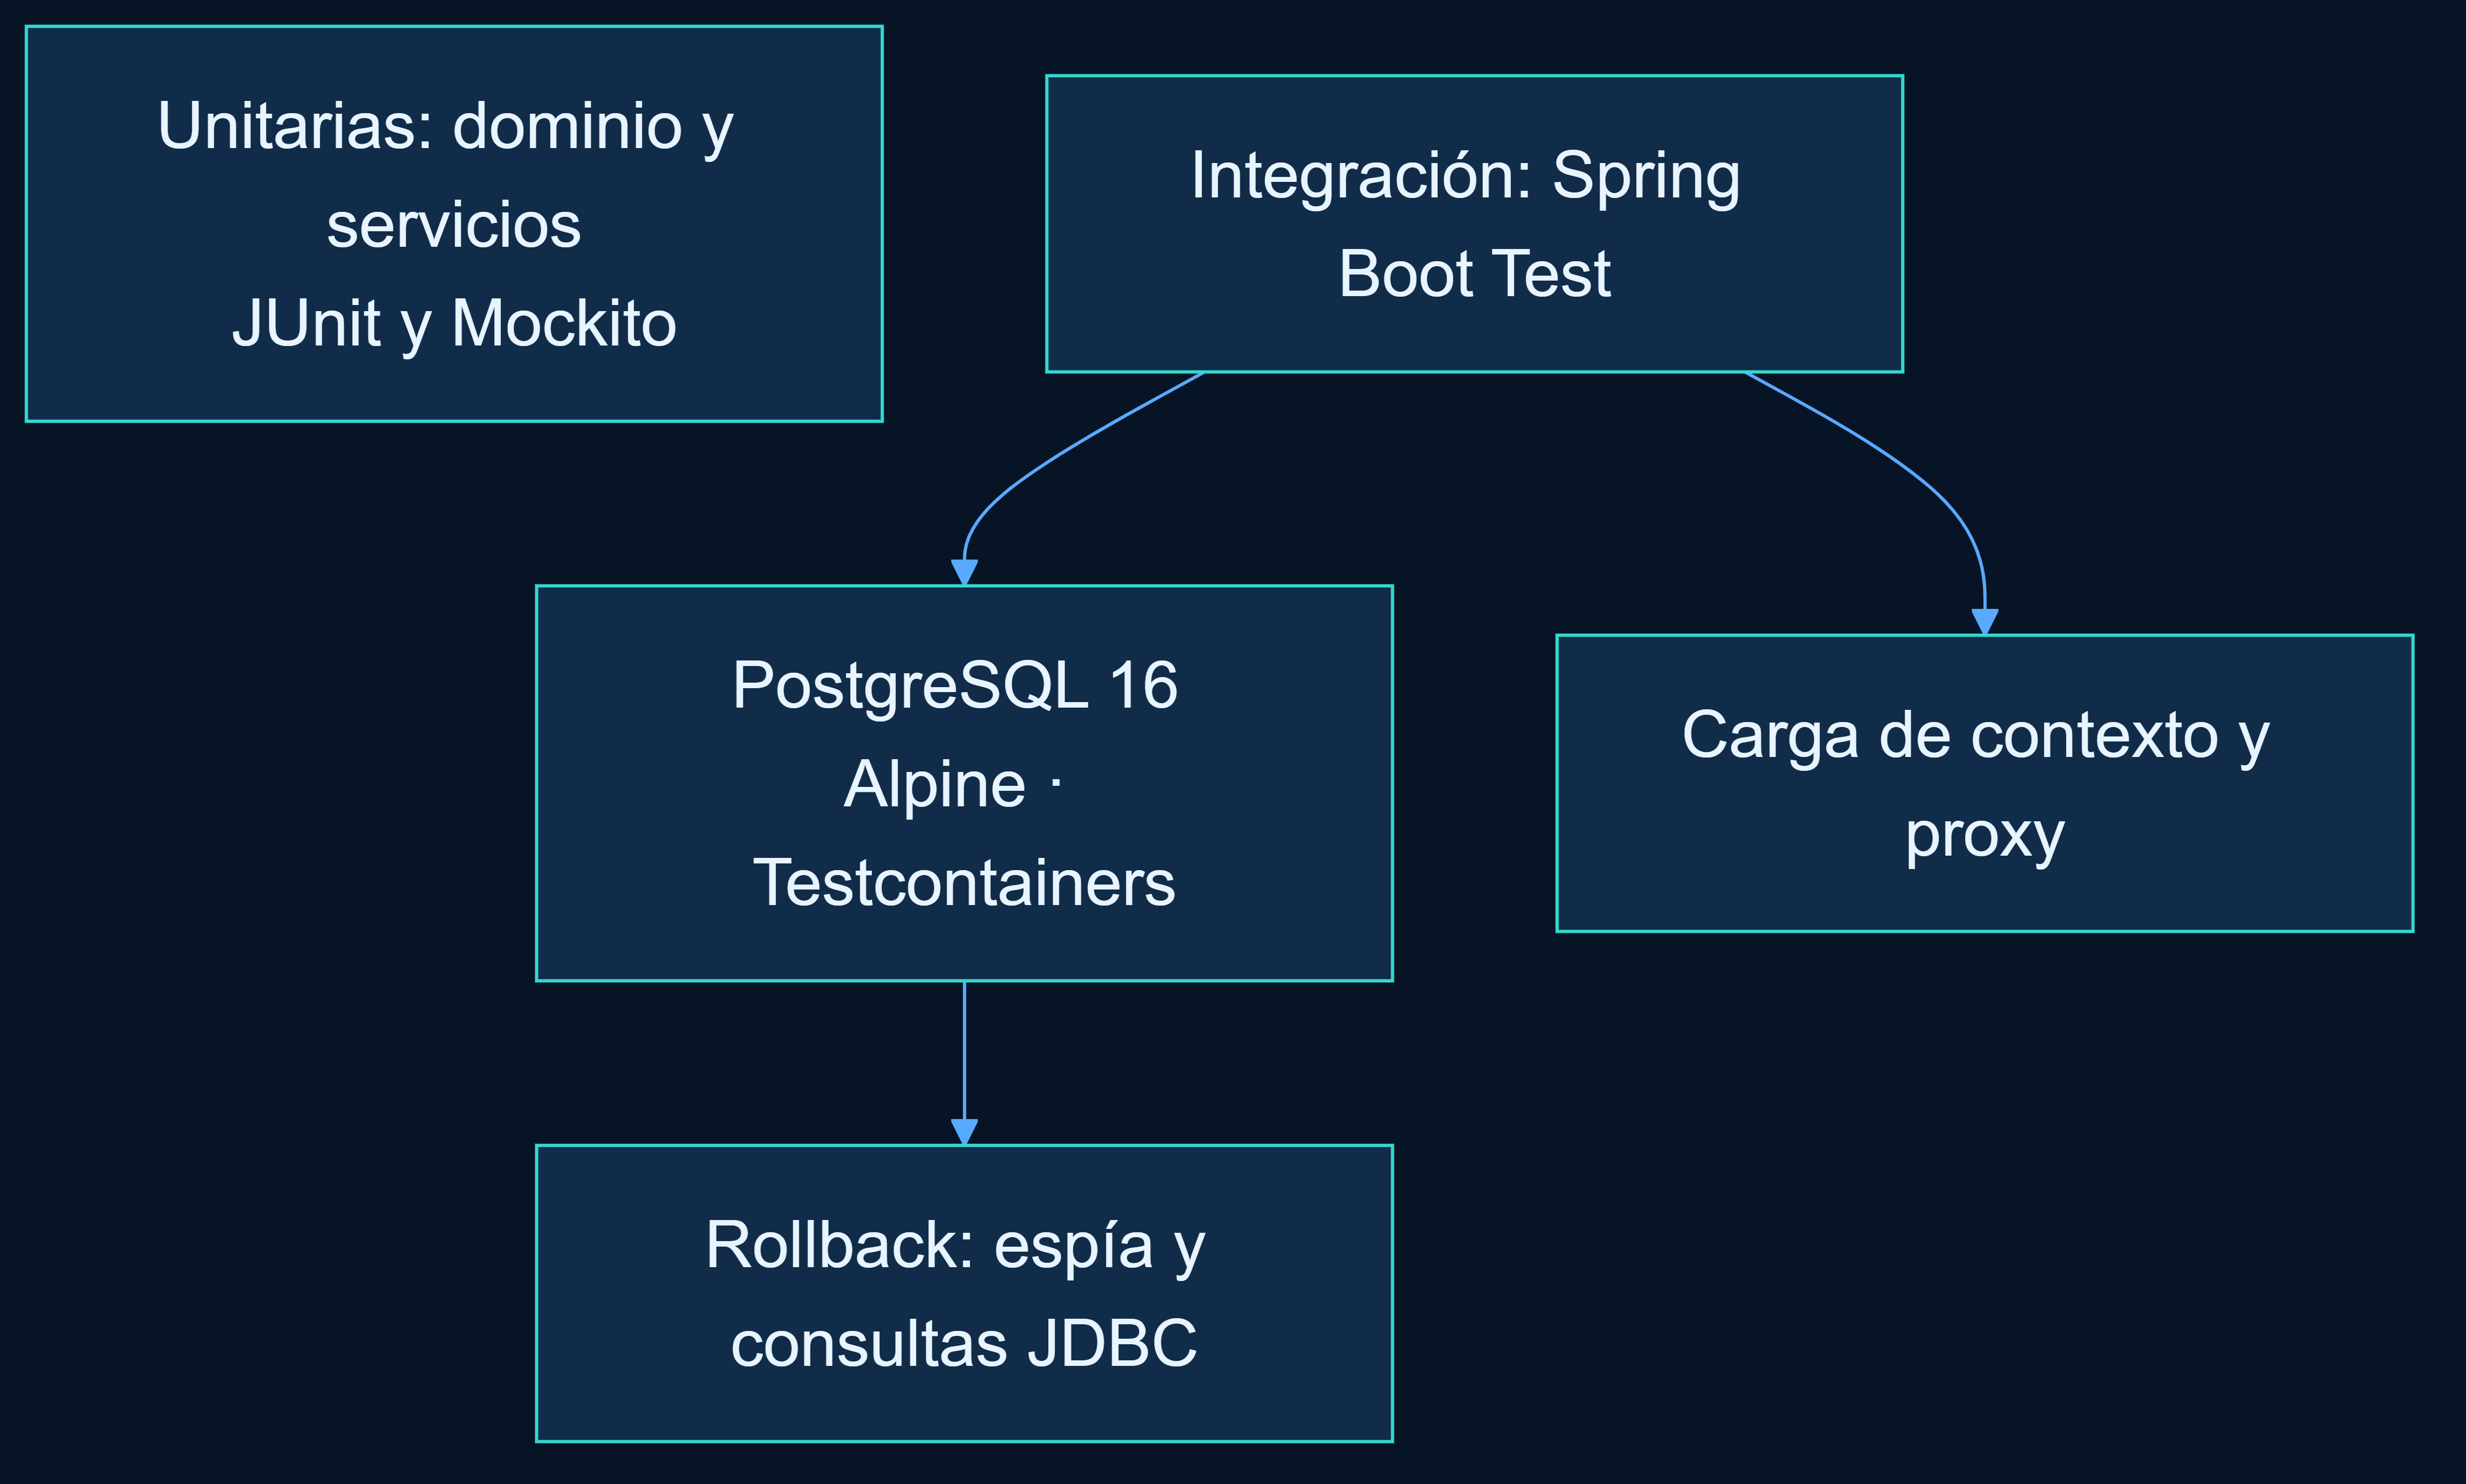 Unitarias: dominio y
servicios
JUnit y Mockito
Integración: Spring
Boot Test
PostgreSQL 16
Alpine ·
Testcontainers
Carga de contexto y
proxy
Rollback: espía y
consultas JDBC